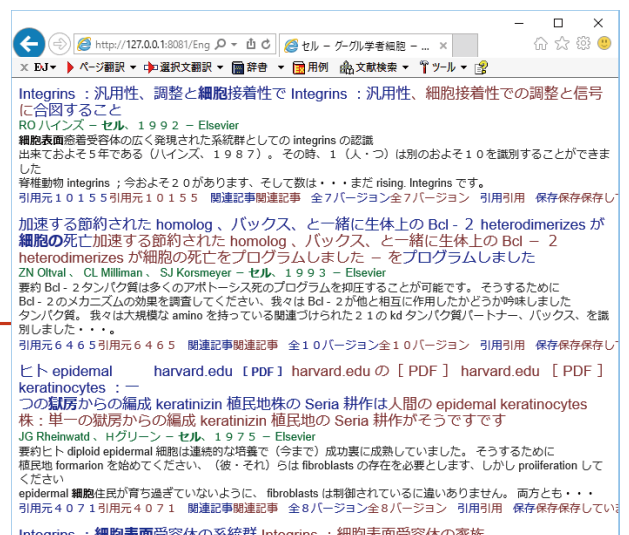 http://127.0.0.1:8081/Eng
セル － グーグル学者細胞 － ...
EJ ページ翻訳 選択文翻訳 辞書 用例 文献検索 ツール
Integrins ：汎用性、調整と細胞接着性で Integrins ：汎用性、細胞接着性での調整と信号
に合図すること
RO ハインズ － セル、１９９２ － Elsevier
細胞表面癒着受容体の広く発現された系統群としての integrins の認識
出来ておよそ５年である（ハインズ、１９８７）。 その時、１（人・つ）は別のおよそ１０を識別することができま
した
脊椎動物 integrins ；今およそ２０があります、そして数は・・・まだ rising. Integrins です。
引用元１０１５５引用元１０１５５ 関連記事関連記事 全７バージョン全７バージョン 引用引用 保存保存保存し
加速する節約された homolog 、バックス、と一緒に生体上の Bcl‐２ heterodimerizes が
細胞の死亡加速する節約された homolog 、バックス、と一緒に生体上の Bcl － ２
heterodimerizes が細胞の死亡をプログラムしました － をプログラムしました
ZN Oltval 、 CL Milliman 、 SJ Korsmeyer － セル、１９９３ － Elsevier
要約 Bcl‐２タンパク質は多くのアポトーシス死のプログラムを抑圧することが可能です。 そうするために
Bcl‐２のメカニズムの効果を調査してください、我々は Bcl‐２が他と相互に作用したかどうか吟味しました
タンパク質。 我々は大規模な amino を持っている関連づけられた２１の kd タンパク質パートナー、バックス、を識
別しました・・・。
引用元６４６５引用元６４６５ 関連記事関連記事 全１０バージョン全１０バージョン 引用引用 保存保存保存し
ヒト epidemal harvard.edu ［PDF］ harvard.edu の［ PDF ］ harvard.edu ［ PDF ］
keratinocytes ：一
つの獄房からの編成 keratinizin 植民地株の Seria 耕作は人間の epidemal keratinocytes
株：単一の獄房からの編成 keratinizin 植民地の Seria 耕作がそうですです
JG Rheinwatd 、 Hグリーン － セル、１９７５ － Elsevier
要約ヒト diploid epidemal 細胞は連続的な培養で（今まで）成功裏に成熟していました。 そうするために
植民地 formarion を始めてください、（彼・それ）らは fibroblasts の存在を必要とします、しかし proiiferation して
ください
epidemal 細胞住民が育ち過ぎていないように、 fibroblasts は制御されているに違いありません。 両方とも・・・
引用元４０７１引用元４０７１ 関連記事関連記事 全８バージョン全８バージョン 引用引用 保存保存保存していま
Integrins ：細胞表面受容体の系統群 Integrins ：細胞表面受容体の家族